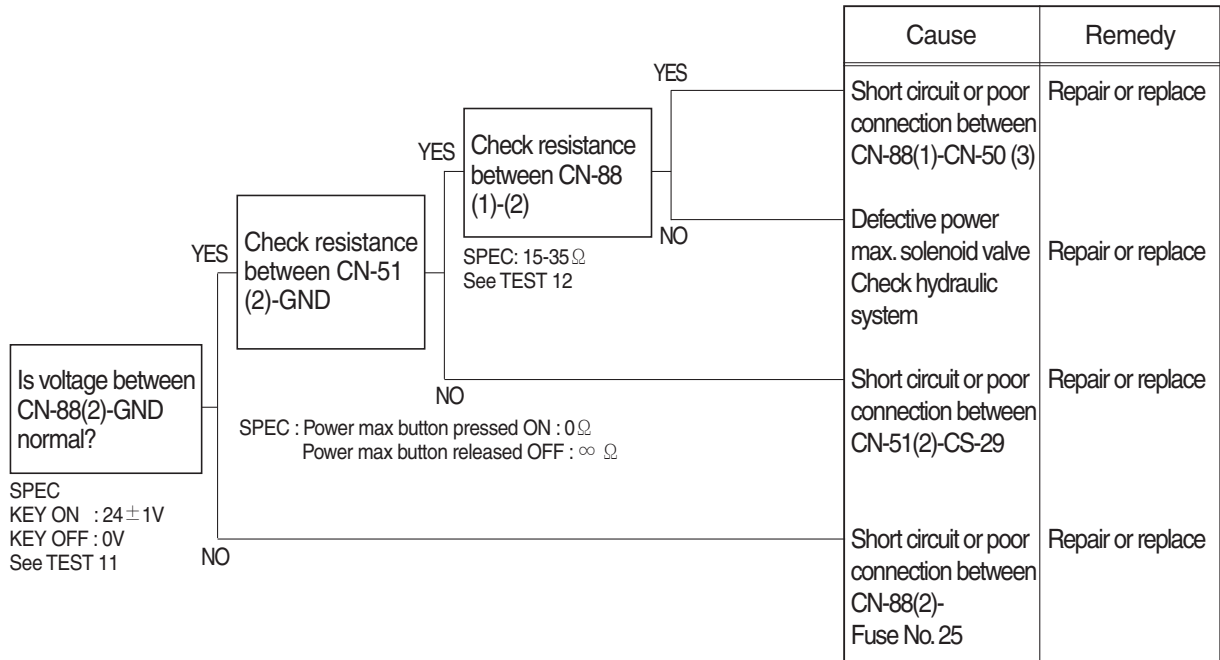 Cause
Remedy
YES
Short circuit or poor
connection between
CN-88(1)-CN-50 (3)
Repair or replace
YES
Check resistance
between CN-88
(1)-(2)
NO
SPEC: 15-35Ω
See TEST 12
Defective power
max. solenoid valve
Check hydraulic
system
Repair or replace
YES
Check resistance
between CN-51
(2)-GND
NO
SPEC : Power max button pressed ON : 0Ω
Power max button released OFF : ∞ Ω
Short circuit or poor
connection between
CN-51(2)-CS-29
Repair or replace
Is voltage between
CN-88(2)-GND
normal?
SPEC
KEY ON : 24±1V
KEY OFF : 0V
See TEST 11
NO
Short circuit or poor
connection between
CN-88(2)-
Fuse No. 25
Repair or replace